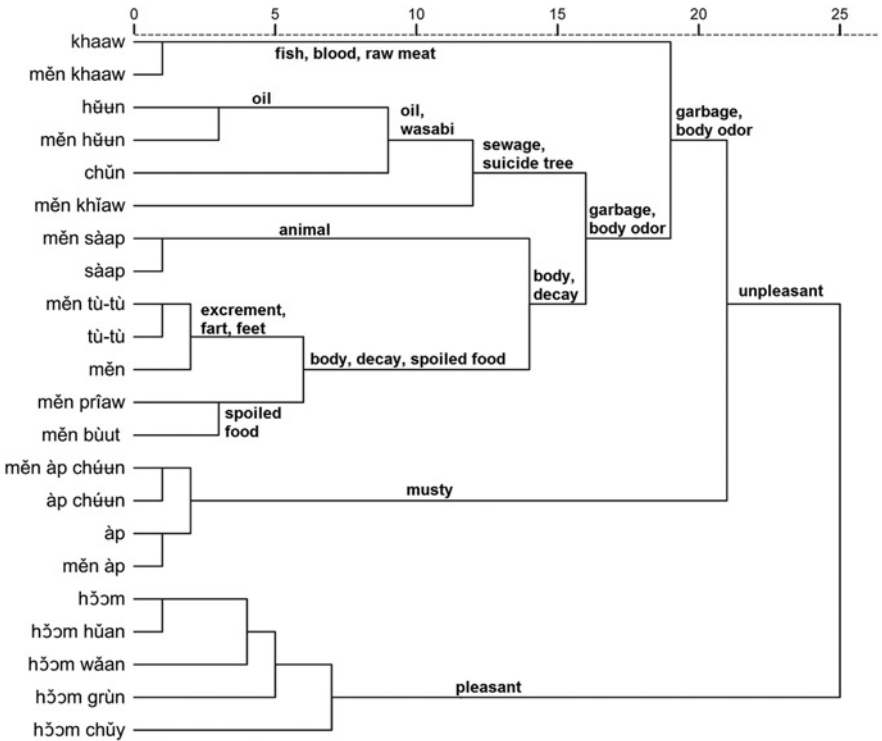 0 5 10 15 20 25
khaaw
fish, blood, raw meat
mĕn khaaw
hʉ̆ʉn
oil
oil,
wasabi
garbage,
body odor
mĕn hʉ̆ʉn
sewage,
suicide tree
chŭn
mĕn khĭaw
garbage,
body odor
mĕn sàap
animal
sàap
body,
decay
unpleasant
mĕn tù-tù
excrement,
fart, feet
tù-tù
body, decay, spoiled food
mĕn
mĕn prîaw
spoiled
food
mĕn bùut
mĕn àp chʉ́ʉn
musty
àp chʉ́ʉn
àp
mĕn àp
hɔ̆ɔm
hɔ̆ɔm hŭan
hɔ̆ɔm wăan
pleasant
hɔ̆ɔm grùn
hɔ̆ɔm chŭy